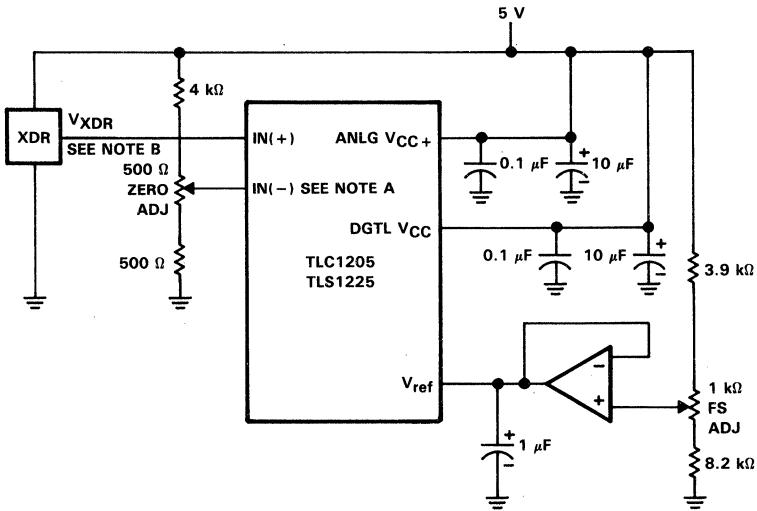 5 V
4 kΩ
XDR
VXDR
SEE NOTE B
500 Ω
ZERO
ADJ
500 Ω
IN(+)
ANLG VCC+
IN(−) SEE NOTE A
DGTL VCC
TLC1205
TLS1225
Vref
0.1 μF
+
10 μF
−
0.1 μF
10 μF
+
−
3.9 kΩ
−
+
1 kΩ
FS
ADJ
8.2 kΩ
+
1 μF
−